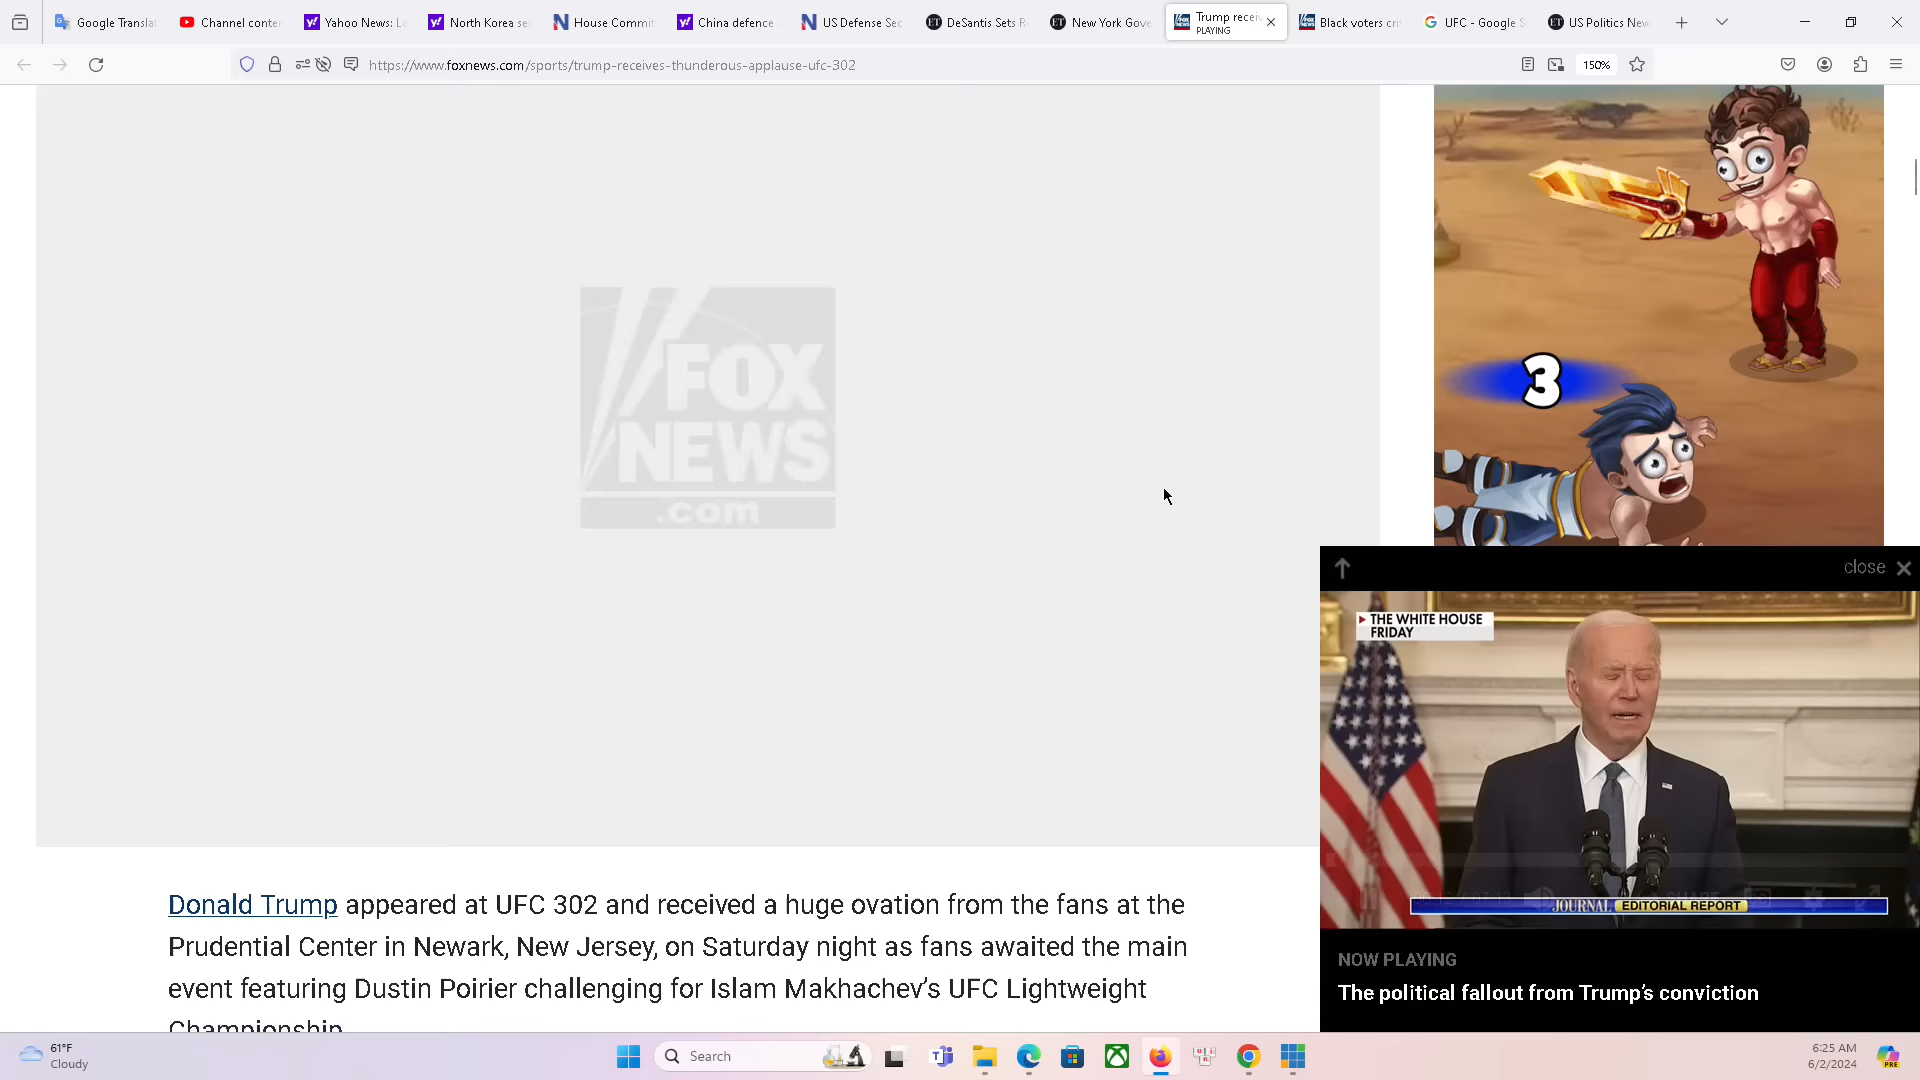 Google Transla
Channel conten
Yahoo News: La
North Korea se
House Commit
China defence
US Defense Sec
DeSantis Sets R
New York Gove
Trump receiv
PLAYING
Black voters cri
UFC - Google S
US Politics New
https://www.foxnews.com/sports/trump-receives-thunderous-applause-ufc-302
150%
FOX
NEWS
.com
3
close
THE WHITE HOUSE
FRIDAY
JOURNAL EDITORIAL REPORT
NOW PLAYING
The political fallout from Trump's conviction
Donald Trump appeared at UFC 302 and received a huge ovation from the fans at the
Prudential Center in Newark, New Jersey, on Saturday night as fans awaited the main
event featuring Dustin Poirier challenging for Islam Makhachev's UFC Lightweight
Championship
61°F
Cloudy
Search
6:25 AM
6/2/2024